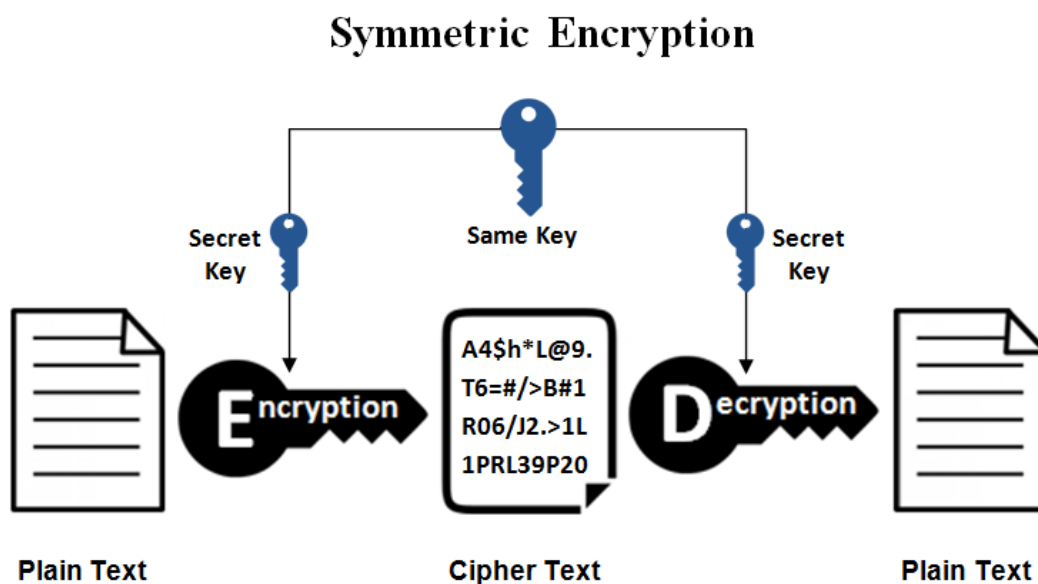 Symmetric Encryption
Secret
Key
Same Key
Secret
Key
Encryption
A4$h*L@9.
T6=#/>B#1
R06/J2.>1L
1PRL39P20
Decryption
Plain Text
Cipher Text
Plain Text